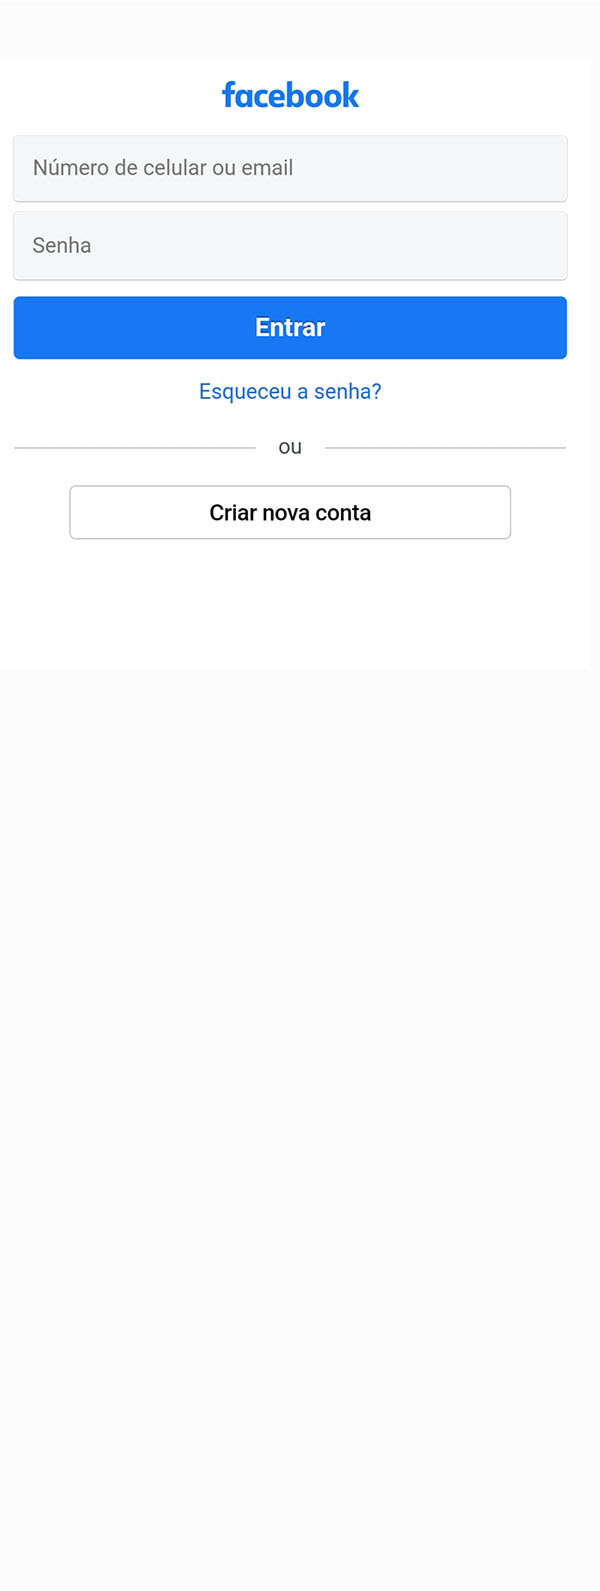 facebook
Número de celular ou email
Senha
Entrar
Esqueceu a senha?
ou
Criar nova conta